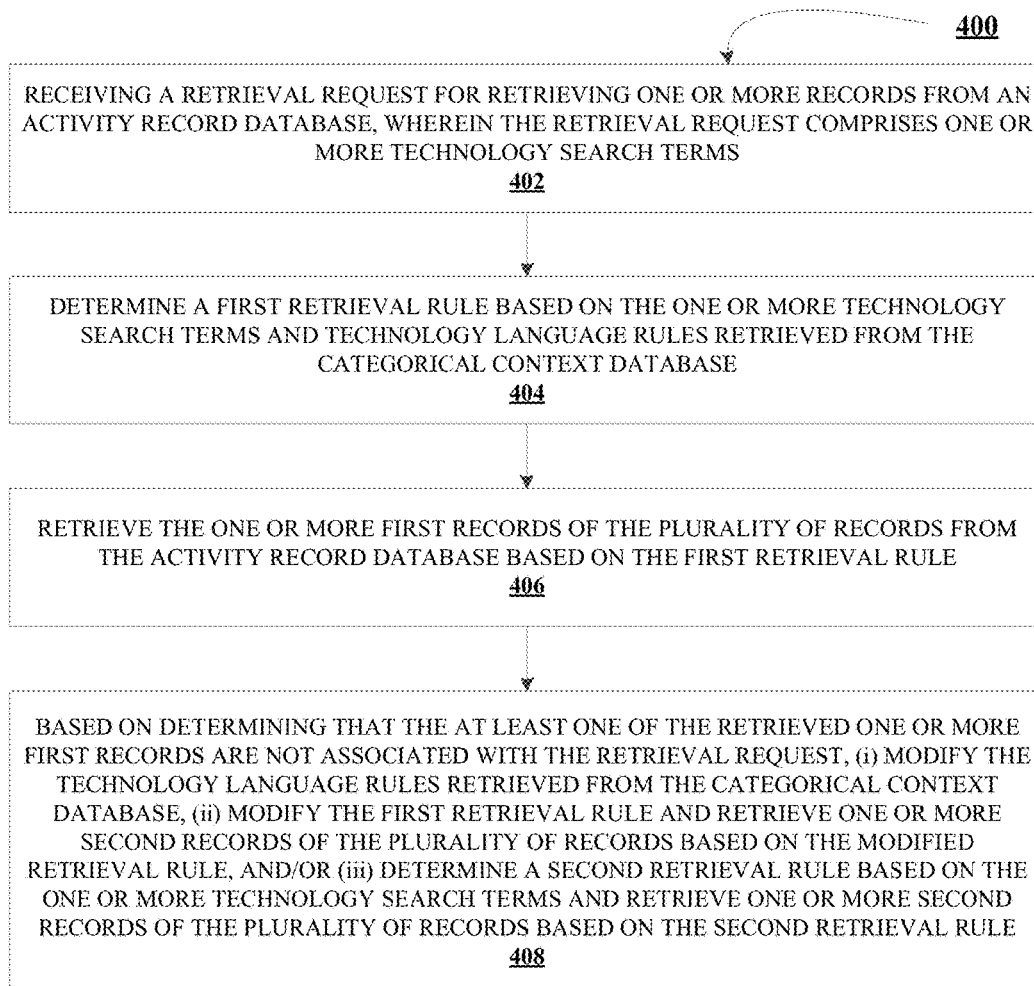 400
RECEIVING A RETRIEVAL REQUEST FOR RETRIEVING ONE OR MORE RECORDS FROM AN
ACTIVITY RECORD DATABASE, WHEREIN THE RETRIEVAL REQUEST COMPRISES ONE OR
MORE TECHNOLOGY SEARCH TERMS
402
DETERMINE A FIRST RETRIEVAL RULE BASED ON THE ONE OR MORE TECHNOLOGY
SEARCH TERMS AND TECHNOLOGY LANGUAGE RULES RETRIEVED FROM THE
CATEGORICAL CONTEXT DATABASE
404
RETRIEVE THE ONE OR MORE FIRST RECORDS OF THE PLURALITY OF RECORDS FROM
THE ACTIVITY RECORD DATABASE BASED ON THE FIRST RETRIEVAL RULE
406
BASED ON DETERMINING THAT THE AT LEAST ONE OF THE RETRIEVED ONE OR MORE
FIRST RECORDS ARE NOT ASSOCIATED WITH THE RETRIEVAL REQUEST, (i) MODIFY THE
TECHNOLOGY LANGUAGE RULES RETRIEVED FROM THE CATEGORICAL CONTEXT
DATABASE, (ii) MODIFY THE FIRST RETRIEVAL RULE AND RETRIEVE ONE OR MORE
SECOND RECORDS OF THE PLURALITY OF RECORDS BASED ON THE MODIFIED
RETRIEVAL RULE, AND/OR (iii) DETERMINE A SECOND RETRIEVAL RULE BASED ON THE
ONE OR MORE TECHNOLOGY SEARCH TERMS AND RETRIEVE ONE OR MORE SECOND
RECORDS OF THE PLURALITY OF RECORDS BASED ON THE SECOND RETRIEVAL RULE
408